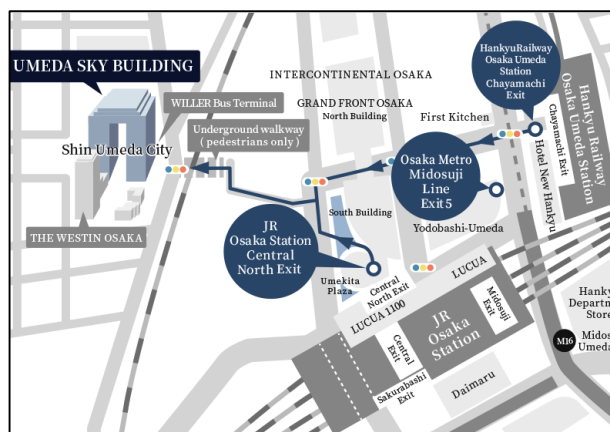 UMEDA SKY BUILDING
WILLER Bus Terminal
Shin Umeda City
Underground walkway
( pedestrians only )
THE WESTIN OSAKA
INTERCONTINENTAL OSAKA
GRAND FRONT OSAKA
North Building
First Kitchen
HankyuRailway
Osaka Umeda
Station
Chayamachi
Exit
Hankyu Railway
Osaka Umeda Station
Chayamachi Exit
Hotel New Hankyu
Osaka Metro
Midosuji
Line
Exit 5
Yodobashi-Umeda
South Building
JR
Osaka Station
Central
North Exit
Umekita
Plaza
Central
North Exit
LUCUA
LUCUA 1100
Midosuji
Exit
JR
Osaka
Station
Central
Exit
Sakurabashi
Exit
Daimaru
Hanky
Departm
Store
M16
Midos
Umeda